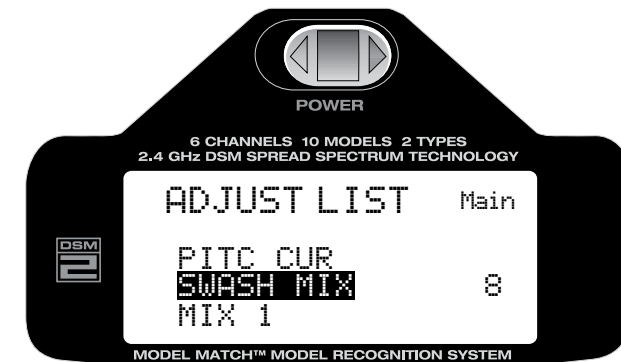 POWER
6 CHANNELS 10 MODELS 2 TYPES
2.4 GHz DSM SPREAD SPECTRUM TECHNOLOGY
ADJUST LIST Main
DSM
2
PITC CUR
SWASH MIX 8
MIX 1
MODEL MATCH™ MODEL RECOGNITION SYSTEM